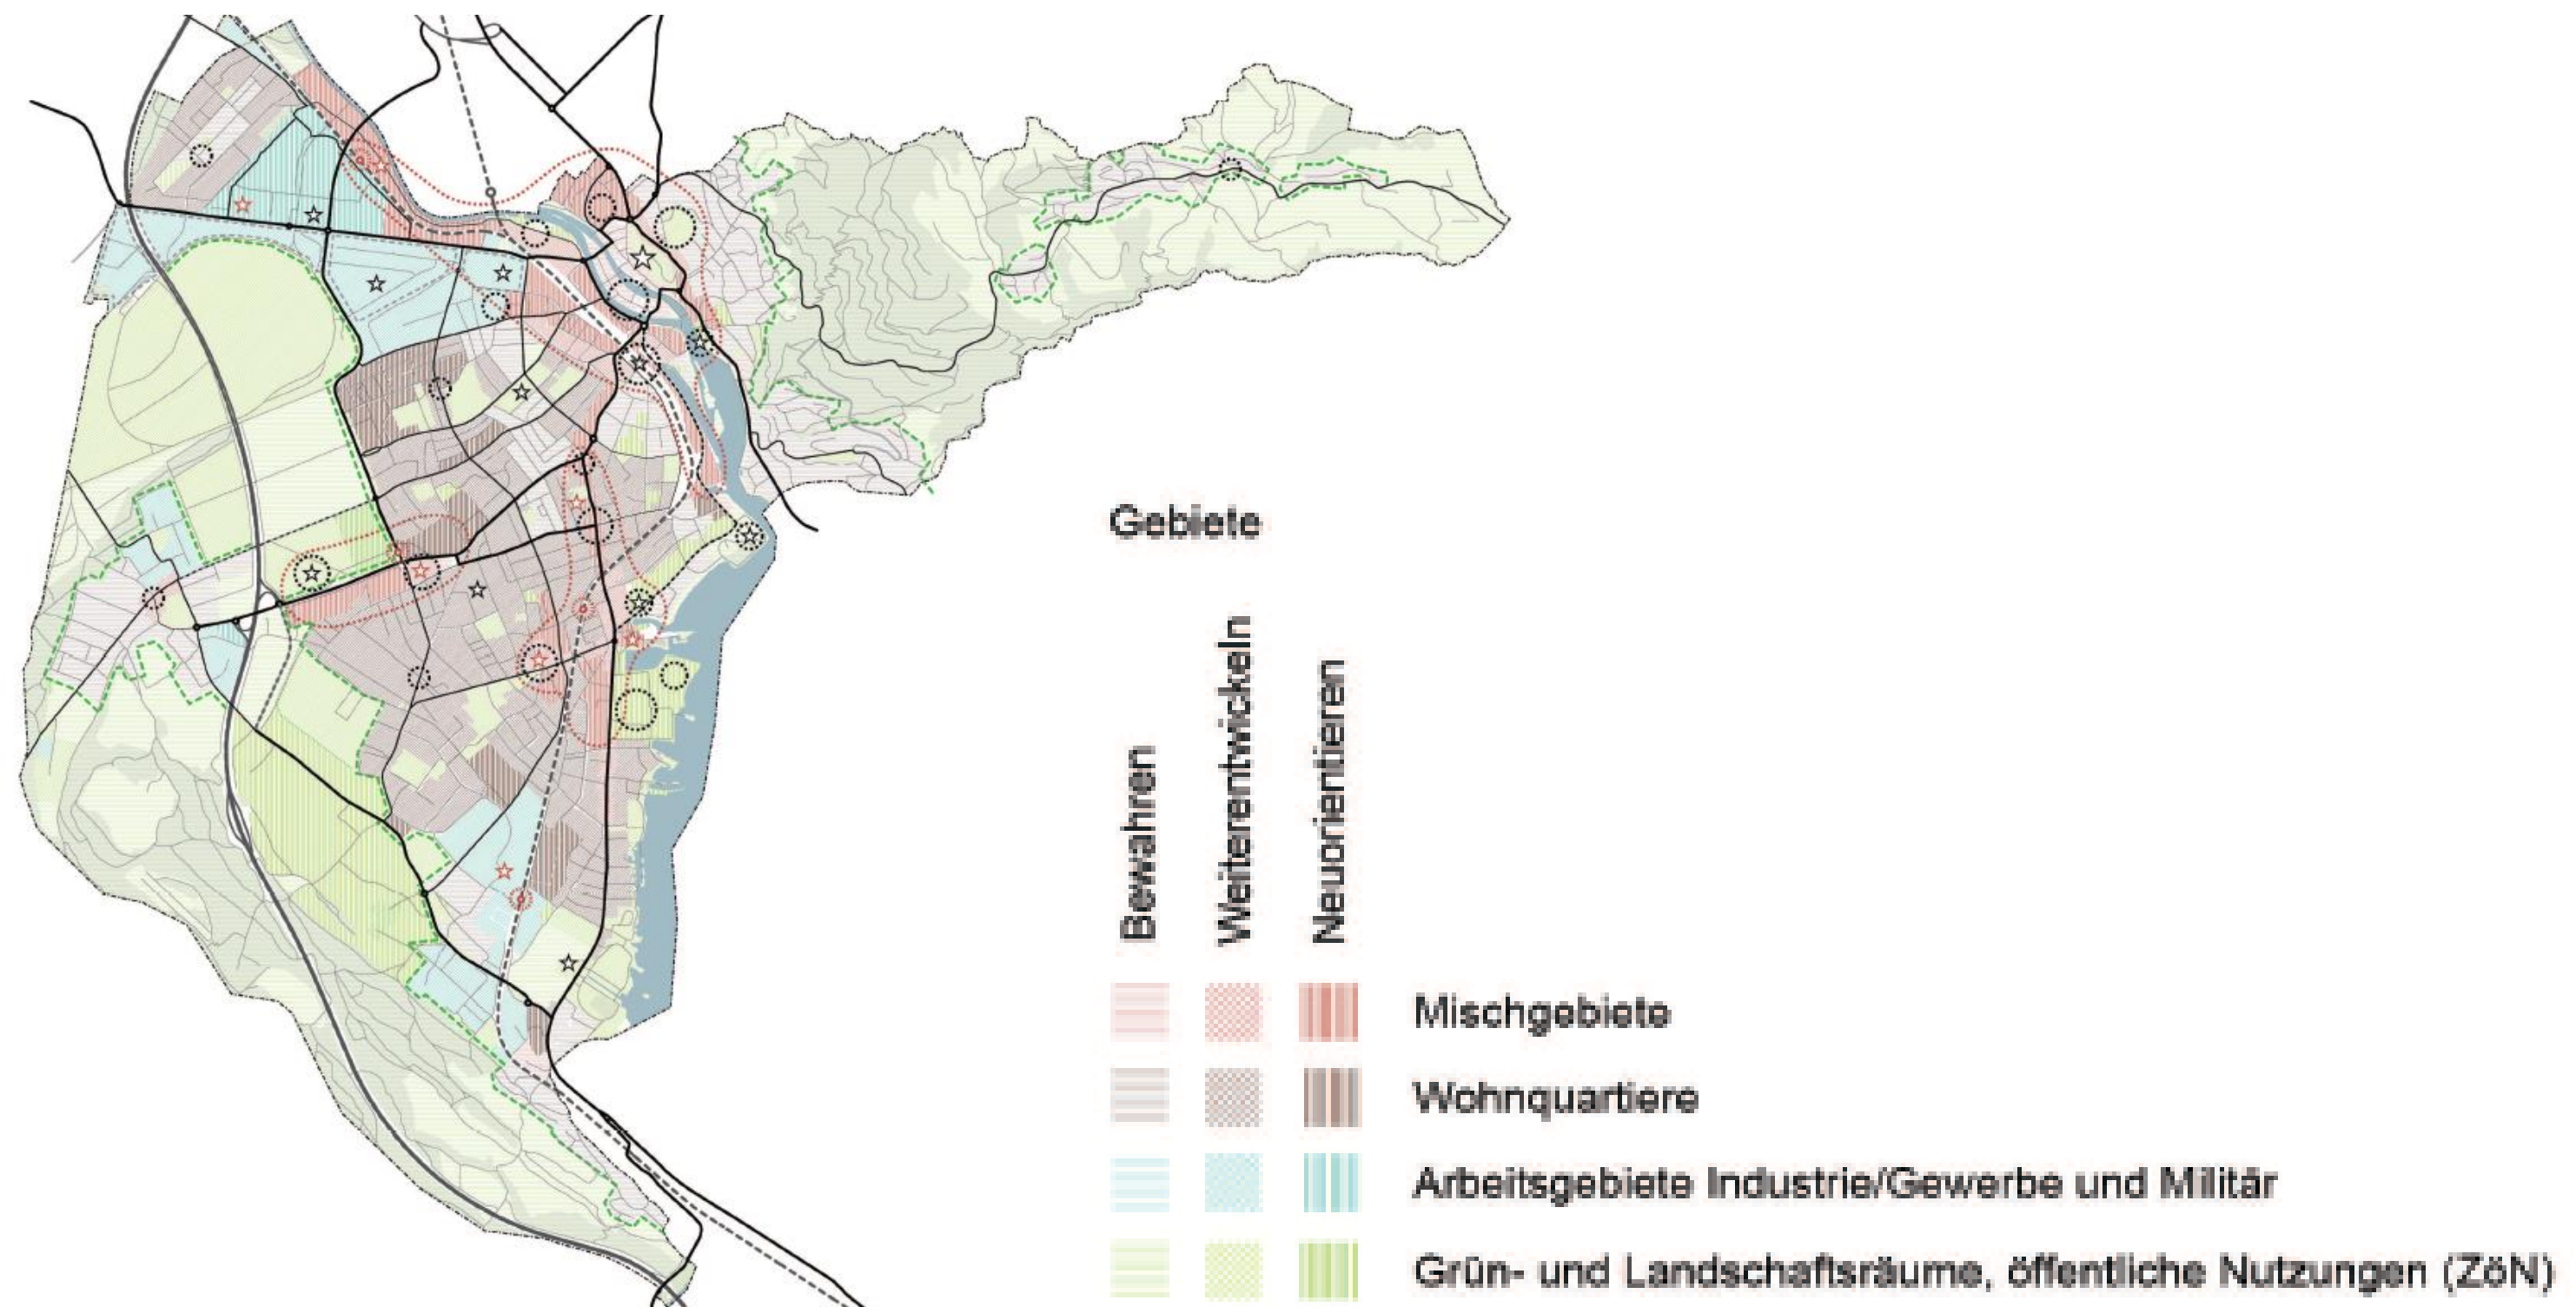 Gebiete
Bewahren
Weiterentwickeln
Neuorientieren
Mischgebiete
Wohnquartiere
Arbeitsgebiete Industrie/Gewerbe und Militär
Grün- und Landschaftsräume, öffentliche Nutzungen (ZöN)